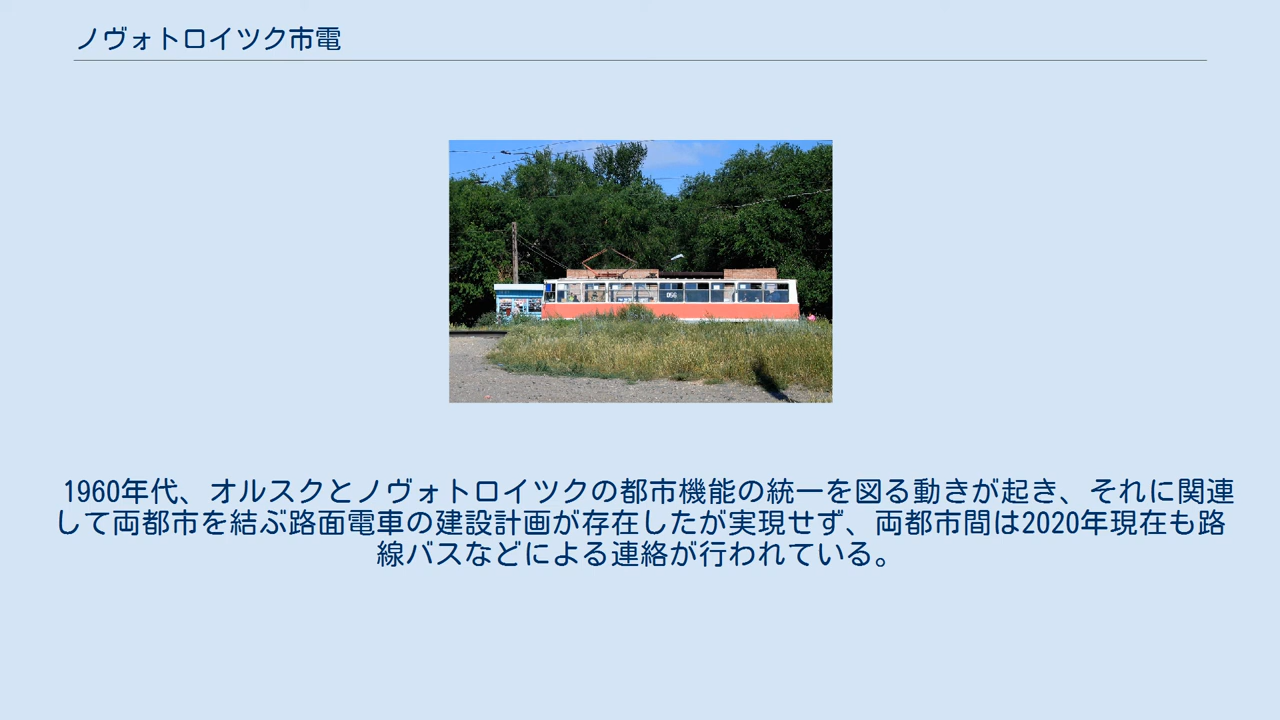 ノヴォトロイツク市電
056
1960年代、オルスクとノヴォトロイツクの都市機能の統一を図る動きが起き、それに関連
して両都市を結ぶ路面電車の建設計画が存在したが実現せず、両都市間は2020年現在も路
線バスなどによる連絡が行われている。